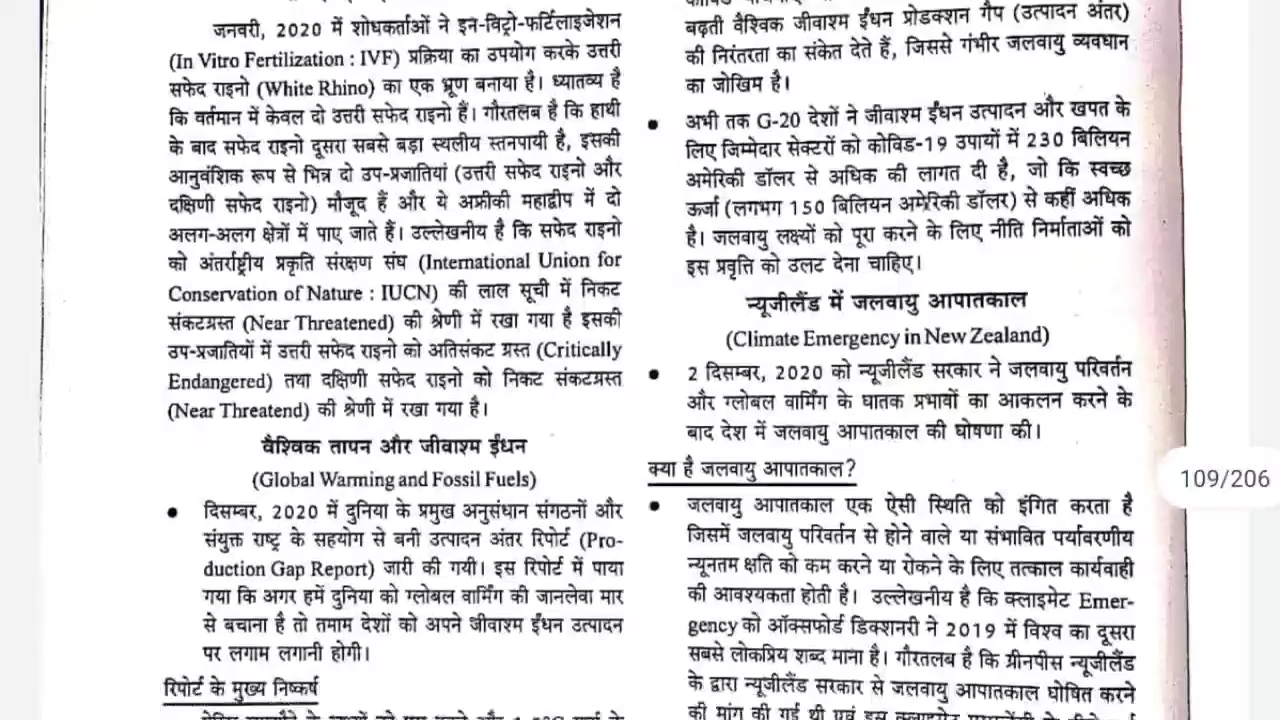 जनवरी, 2020 में शोधकर्ताओं ने इन-विट्रो-फर्टिलाइजेशन
(In Vitro Fertilization : IVF) प्रक्रिया का उपयोग करके उत्तरी
सफेद राइनो (White Rhino) का एक भ्रूण बनाया है। ध्यातव्य है
कि वर्तमान में केवल दो उत्तरी सफेद राइनो हैं। गौरतलब है कि हाथी
के बाद सफेद राइनो दूसरा सबसे बड़ा स्थलीय स्तनपायी है, इसकी
आनुवंशिक रूप से भिन्न दो उप-प्रजातियां (उत्तरी सफेद राइनो और
दक्षिणी सफेद राइनो) मौजूद हैं और ये अफ्रीकी महाद्वीप में दो
अलग-अलग क्षेत्रों में पाए जाते हैं। उल्लेखनीय है कि सफेद राइनो
को अंतर्राष्ट्रीय प्रकृति संरक्षण संघ (International Union for
Conservation of Nature : IUCN) की लाल सूची में निकट
संकटग्रस्त (Near Threatened) की श्रेणी में रखा गया है इसकी
उप-प्रजातियों में उत्तरी सफेद राइनो को अतिसंकट ग्रस्त (Critically
Endangered) तथा दक्षिणी सफेद राइनो को निकट संकटग्रस्त
(Near Threatend) की श्रेणी में रखा गया है।
वैश्विक तापन और जीवाश्म ईंधन
(Global Warming and Fossil Fuels)
• दिसम्बर, 2020 में दुनिया के प्रमुख अनुसंधान संगठनों और
संयुक्त राष्ट्र के सहयोग से बनी उत्पादन अंतर रिपोर्ट (Pro-
duction Gap Report) जारी की गयी। इस रिपोर्ट में पाया
गया कि अगर हमें दुनिया को ग्लोबल वार्मिंग की जानलेवा मार
से बचाना है तो तमाम देशों को अपने जीवाश्म ईंधन उत्पादन
पर लगाम लगानी होगी।
रिपोर्ट के मुख्य निष्कर्ष
बढ़ती वैश्विक जीवाश्म ईंधन प्रोडक्शन गैप (उत्पादन अंतर)
की निरंतरता का संकेत देते हैं, जिससे गंभीर जलवायु व्यवधान
का जोखिम है।
• अभी तक G-20 देशों ने जीवाश्म ईंधन उत्पादन और खपत के
लिए जिम्मेदार सेक्टरों को कोविड-19 उपायों में 230 बिलियन
अमेरिकी डॉलर से अधिक की लागत दी है, जो कि स्वच्छ
ऊर्जा (लगभग 150 बिलियन अमेरिकी डॉलर) से कहीं अधिक
है। जलवायु लक्ष्यों को पूरा करने के लिए नीति निर्माताओं को
इस प्रवृत्ति को उलट देना चाहिए।
न्यूजीलैंड में जलवायु आपातकाल
(Climate Emergency in New Zealand)
• 2 दिसम्बर, 2020 को न्यूजीलैंड सरकार ने जलवायु परिवर्तन
और ग्लोबल वार्मिंग के घातक प्रभावों का आकलन करने के
बाद देश में जलवायु आपातकाल की घोषणा की।
क्या है जलवायु आपातकाल?
• जलवायु आपातकाल एक ऐसी स्थिति को इंगित करता है
जिसमें जलवायु परिवर्तन से होने वाले या संभावित पर्यावरणीय
न्यूनतम क्षति को कम करने या रोकने के लिए तत्काल कार्यवाही
की आवश्यकता होती है। उल्लेखनीय है कि क्लाइमेट Emer-
gency को ऑक्सफोर्ड डिक्शनरी ने 2019 में विश्व का दूसरा
सबसे लोकप्रिय शब्द माना है। गौरतलब है कि ग्रीनपीस न्यूजीलैंड
के द्वारा न्यूजीलैंड सरकार से जलवायु आपातकाल घोषित करने
की मांग की गई थी एवं इस
109/206